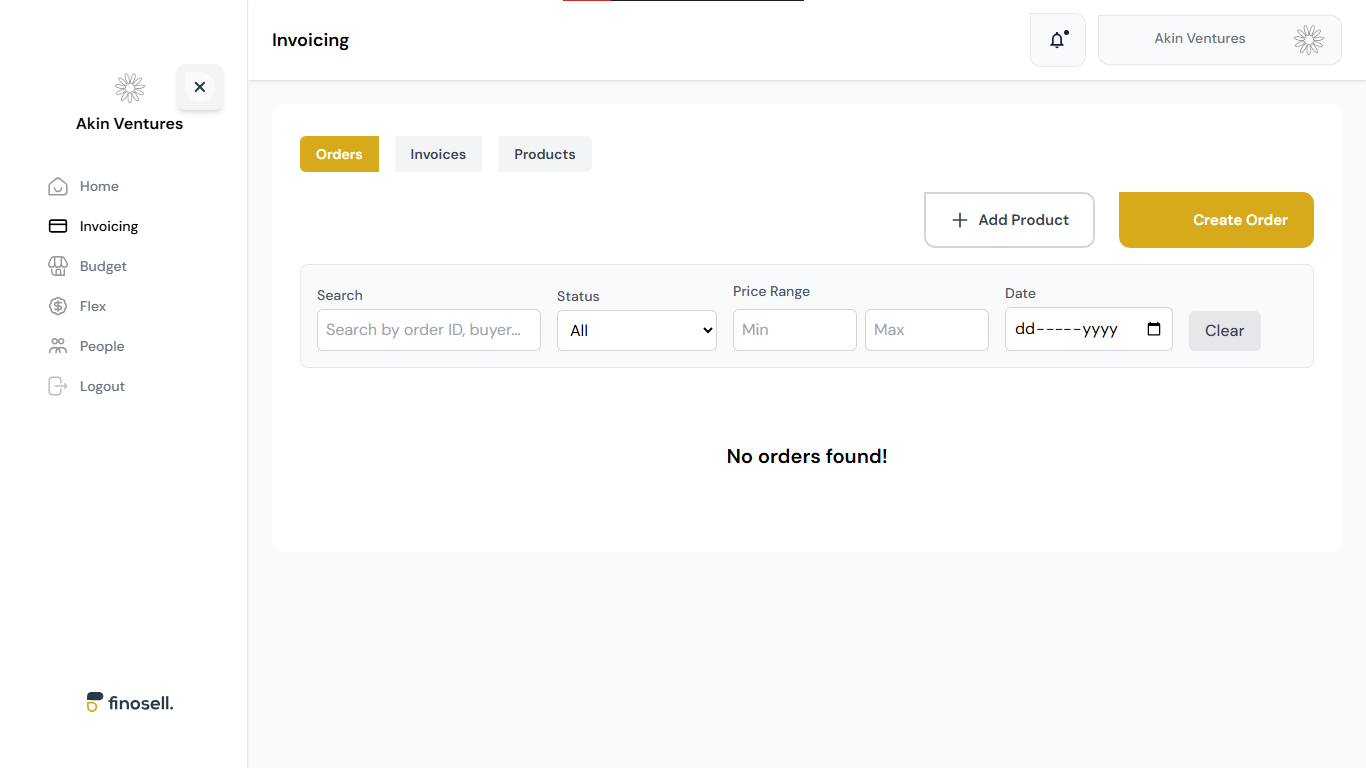 Invoicing
Akin Ventures
Akin Ventures
Home
Invoicing
Budget
Flex
People
Logout
finosell.
Orders
Invoices
Products
Add Product
Create Order
Search
Status
Price Range
Date
Search by order ID, buyer...
All
Min
Max
dd-----yyyy
Clear
No orders found!